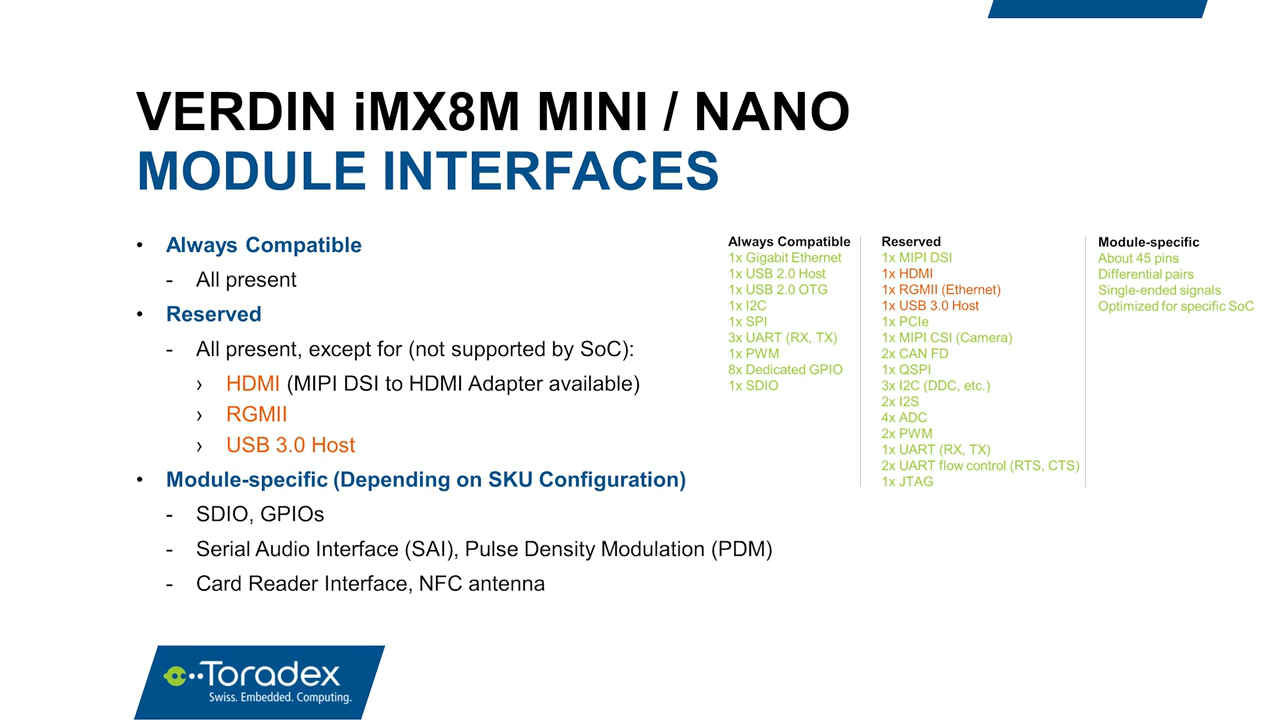 VERDIN iMX8M MINI / NANO
MODULE INTERFACES
• Always Compatible
- All present
• Reserved
- All present, except for (not supported by SoC):
› HDMI (MIPI DSI to HDMI Adapter available)
› RGMII
› USB 3.0 Host
• Module-specific (Depending on SKU Configuration)
- SDIO, GPIOs
- Serial Audio Interface (SAI), Pulse Density Modulation (PDM)
- Card Reader Interface, NFC antenna
Always Compatible
1x Gigabit Ethernet
1x USB 2.0 Host
1x USB 2.0 OTG
1x I2C
1x SPI
3x UART (RX, TX)
1x PWM
8x Dedicated GPIO
1x SDIO
Reserved
1x MIPI DSI
1x HDMI
1x RGMII (Ethernet)
1x USB 3.0 Host
1x PCIe
1x MIPI CSI (Camera)
2x CAN FD
1x QSPI
3x I2C (DDC, etc.)
2x I2S
4x ADC
2x PWM
1x UART (RX, TX)
2x UART flow control (RTS, CTS)
1x JTAG
Module-specific
About 45 pins
Differential pairs
Single-ended signals
Optimized for specific SoC
Toradex
Swiss. Embedded. Computing.